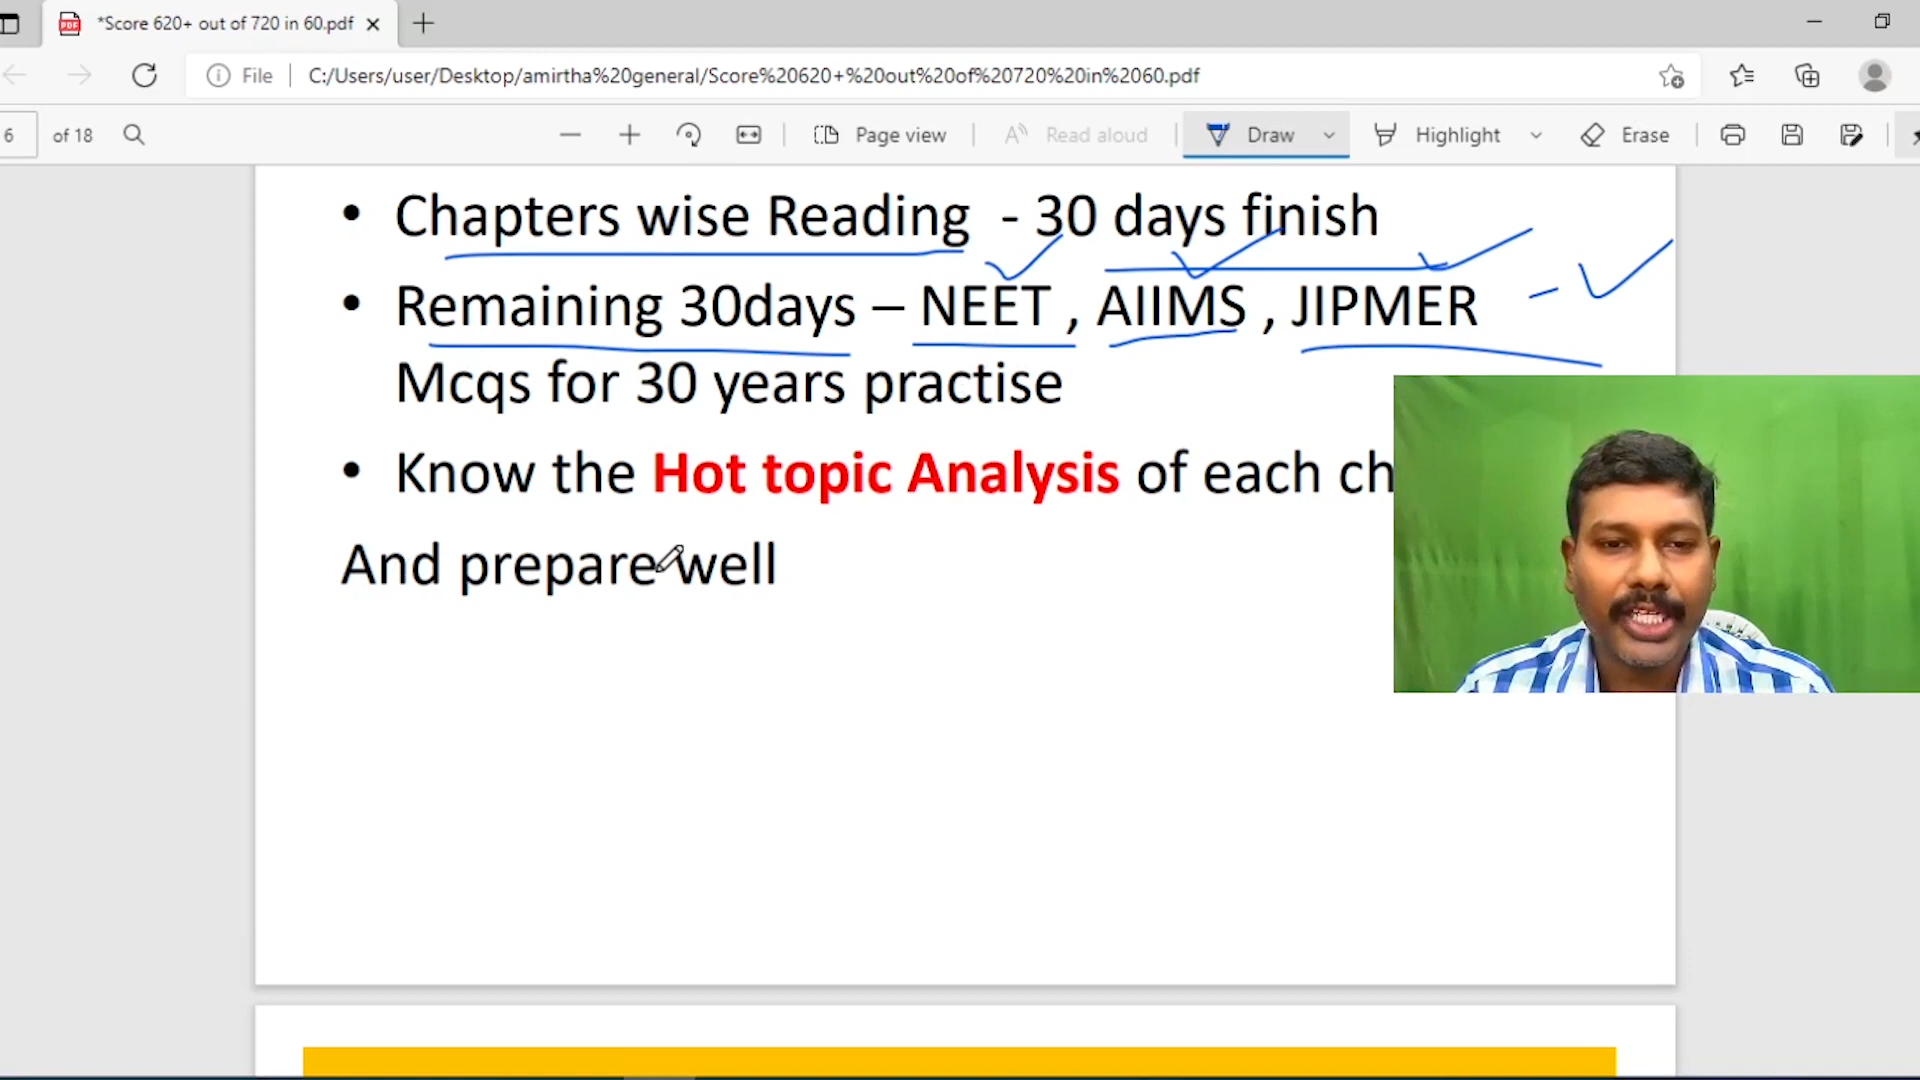 *Score 620+ out of 720 in 60.pdf
File
C:/Users/user/Desktop/amirtha%20general/Score%20620+%20out%20of%20720%20in%2060.pdf
6 of 18
Page view
Read aloud
Draw
Highlight
Erase
• Chapters wise Reading - 30 days finish
• Remaining 30days – NEET , AIIMS , JIPMER -
Mcqs for 30 years practise
• Know the Hot topic Analysis of each ch
And prepare well